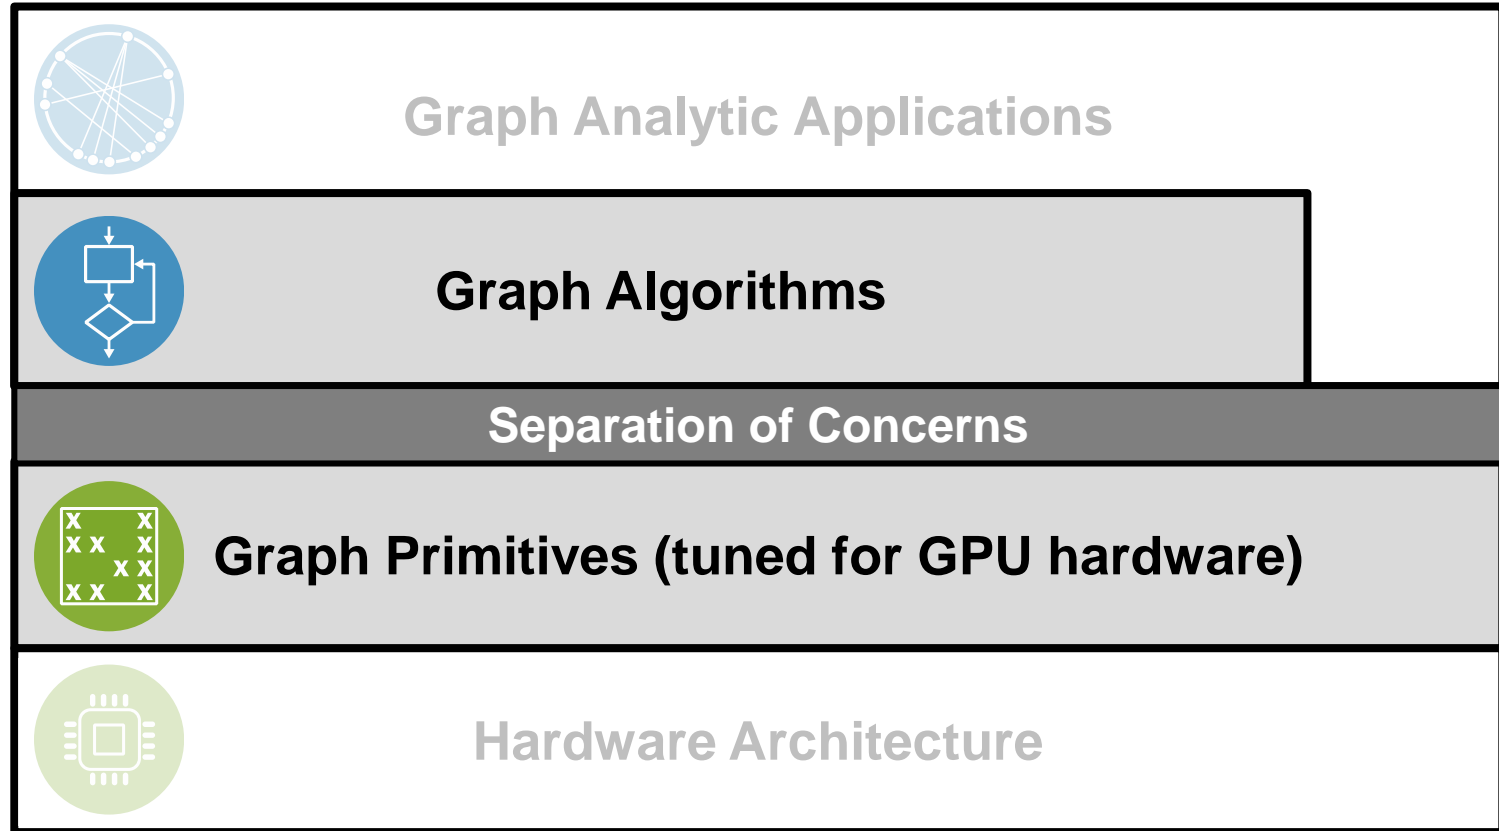 Graph Analytic Applications
Graph Algorithms
Separation of Concerns
x x
x x x
x x
x x x
Graph Primitives (tuned for GPU hardware)
Hardware Architecture